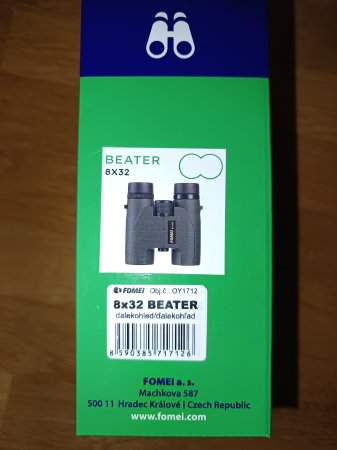 BEATER
8X32
FOMEI
FOMEI Obj.č.: OY1712
8x32 BEATER
dalekohled/ďalekohľad
8 590385 717126
FOMEI a. s.
Machkova 587
500 11 Hradec Králové | Czech Republic
www.fomei.com